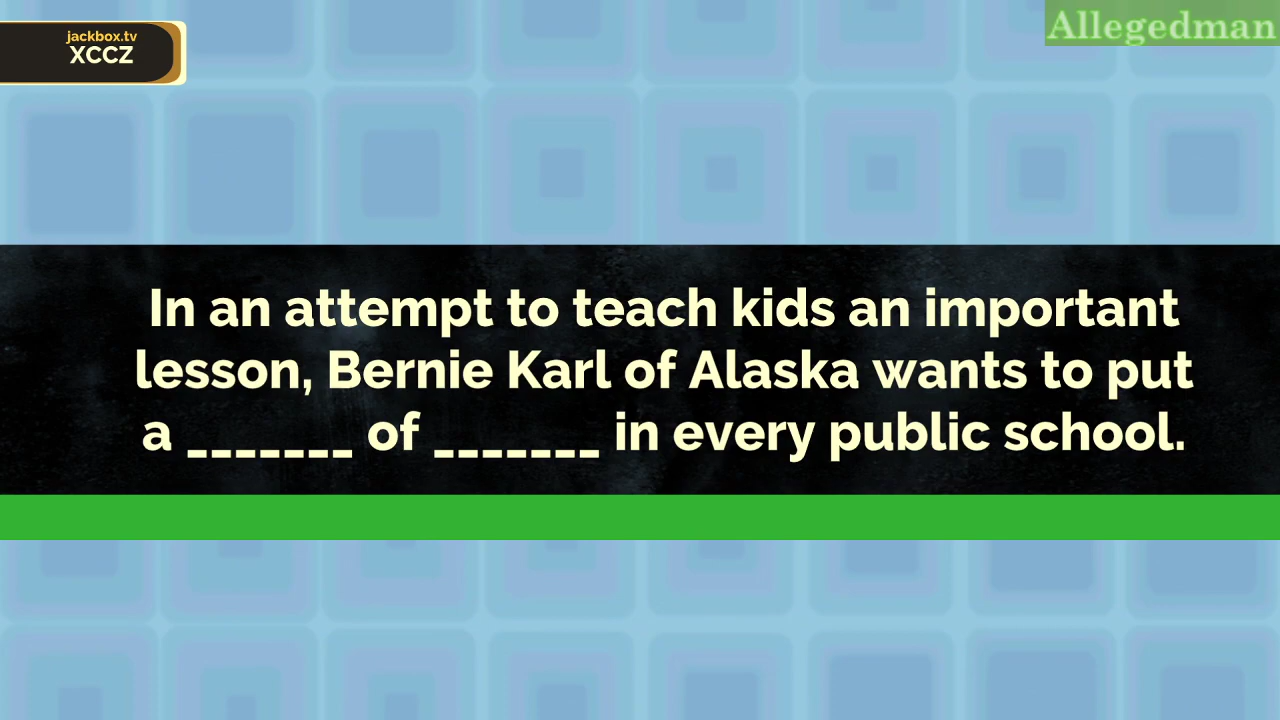 jackbox.tv
XCCZ
Allegedman
In an attempt to teach kids an important
lesson, Bernie Karl of Alaska wants to put
a _______ of _______ in every public school.